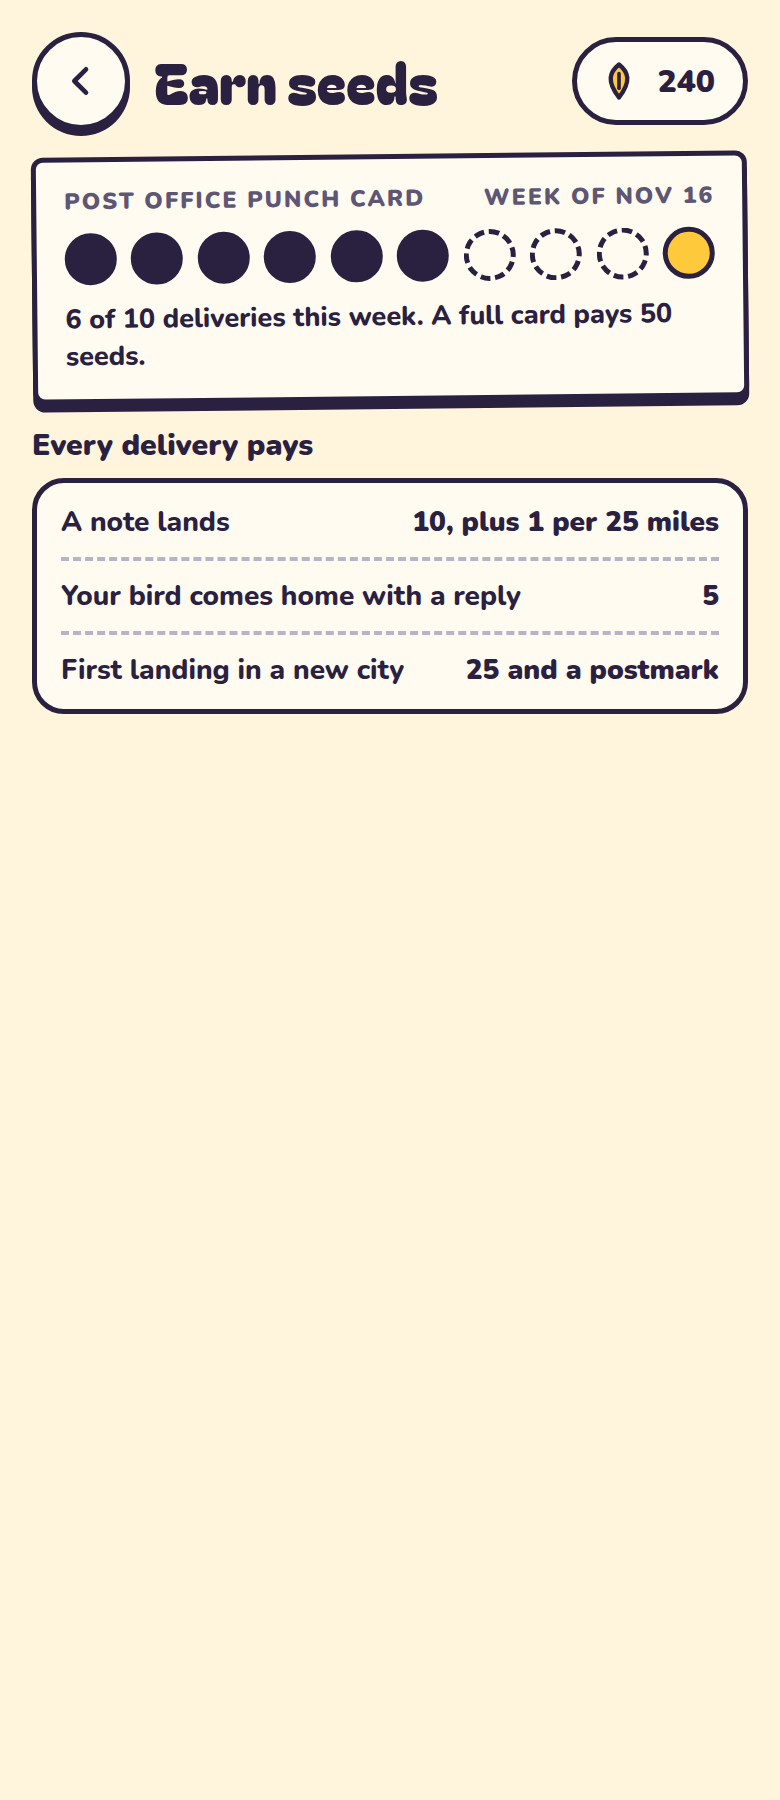 Earn seeds
240
POST OFFICE PUNCH CARD WEEK OF NOV 16
6 of 10 deliveries this week. A full card pays 50
seeds.
Every delivery pays
A note lands 10, plus 1 per 25 miles
Your bird comes home with a reply 5
First landing in a new city 25 and a postmark